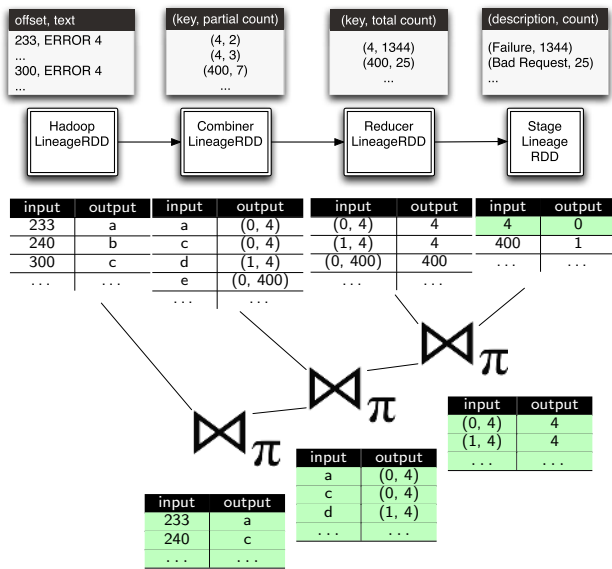 offset, text
233, ERROR 4
...
300, ERROR 4
...
(key, partial count)
(4, 2)
(4, 3)
(400, 7)
...
(key, total count)
(4, 1344)
(400, 25)
...
(description, count)
(Failure, 1344)
(Bad Request, 25)
...
Hadoop
LineageRDD
Combiner
LineageRDD
Reducer
LineageRDD
Stage
Lineage
RDD
input output
233 a
240 b
300 c
... ...
input output
a (0, 4)
c (0, 4)
d (1, 4)
e (0, 400)
... ...
input output
(0, 4) 4
(1, 4) 4
(0, 400) 400
... ...
input output
4 0
400 1
... ...
⋈π
⋈π
⋈π
input output
(0, 4) 4
(1, 4) 4
... ...
input output
a (0, 4)
c (0, 4)
d (1, 4)
... ...
input output
233 a
240 c
... ...